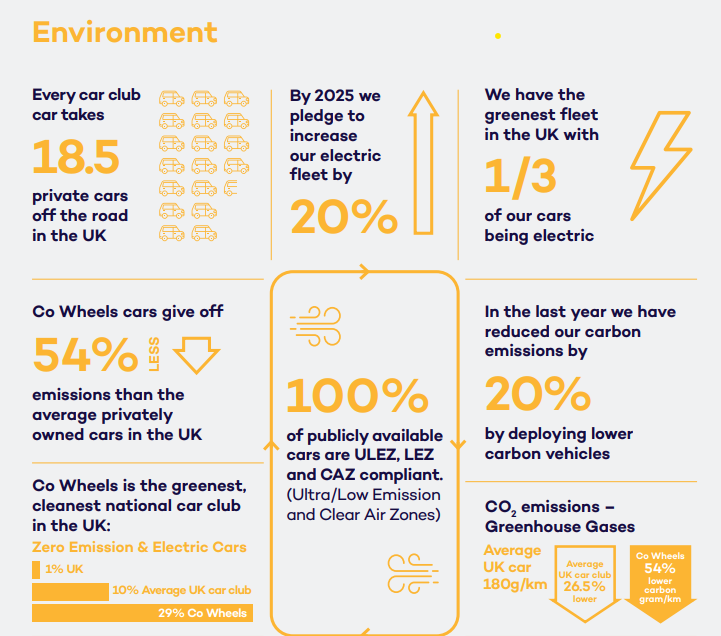 Environment
Every car club
car takes
18.5
private cars
off the road
in the UK
By 2025 we
pledge to
increase
our electric
fleet by
20%
We have the
greenest fleet
in the UK with
1/3
of our cars
being electric
Co Wheels cars give off
54% LESS
emissions than the
average privately
owned cars in the UK
100%
of publicly available
cars are ULEZ, LEZ
and CAZ compliant.
(Ultra/Low Emission
and Clear Air Zones)
In the last year we have
reduced our carbon
emissions by
20%
by deploying lower
carbon vehicles
Co Wheels is the greenest,
cleanest national car club
in the UK:
Zero Emission & Electric Cars
1% UK
10% Average UK car club
29% Co Wheels
CO₂ emissions –
Greenhouse Gases
Average
UK car
180g/km
Average
UK car club
26.5%
lower
Co Wheels
54%
lower
carbon
gram/km